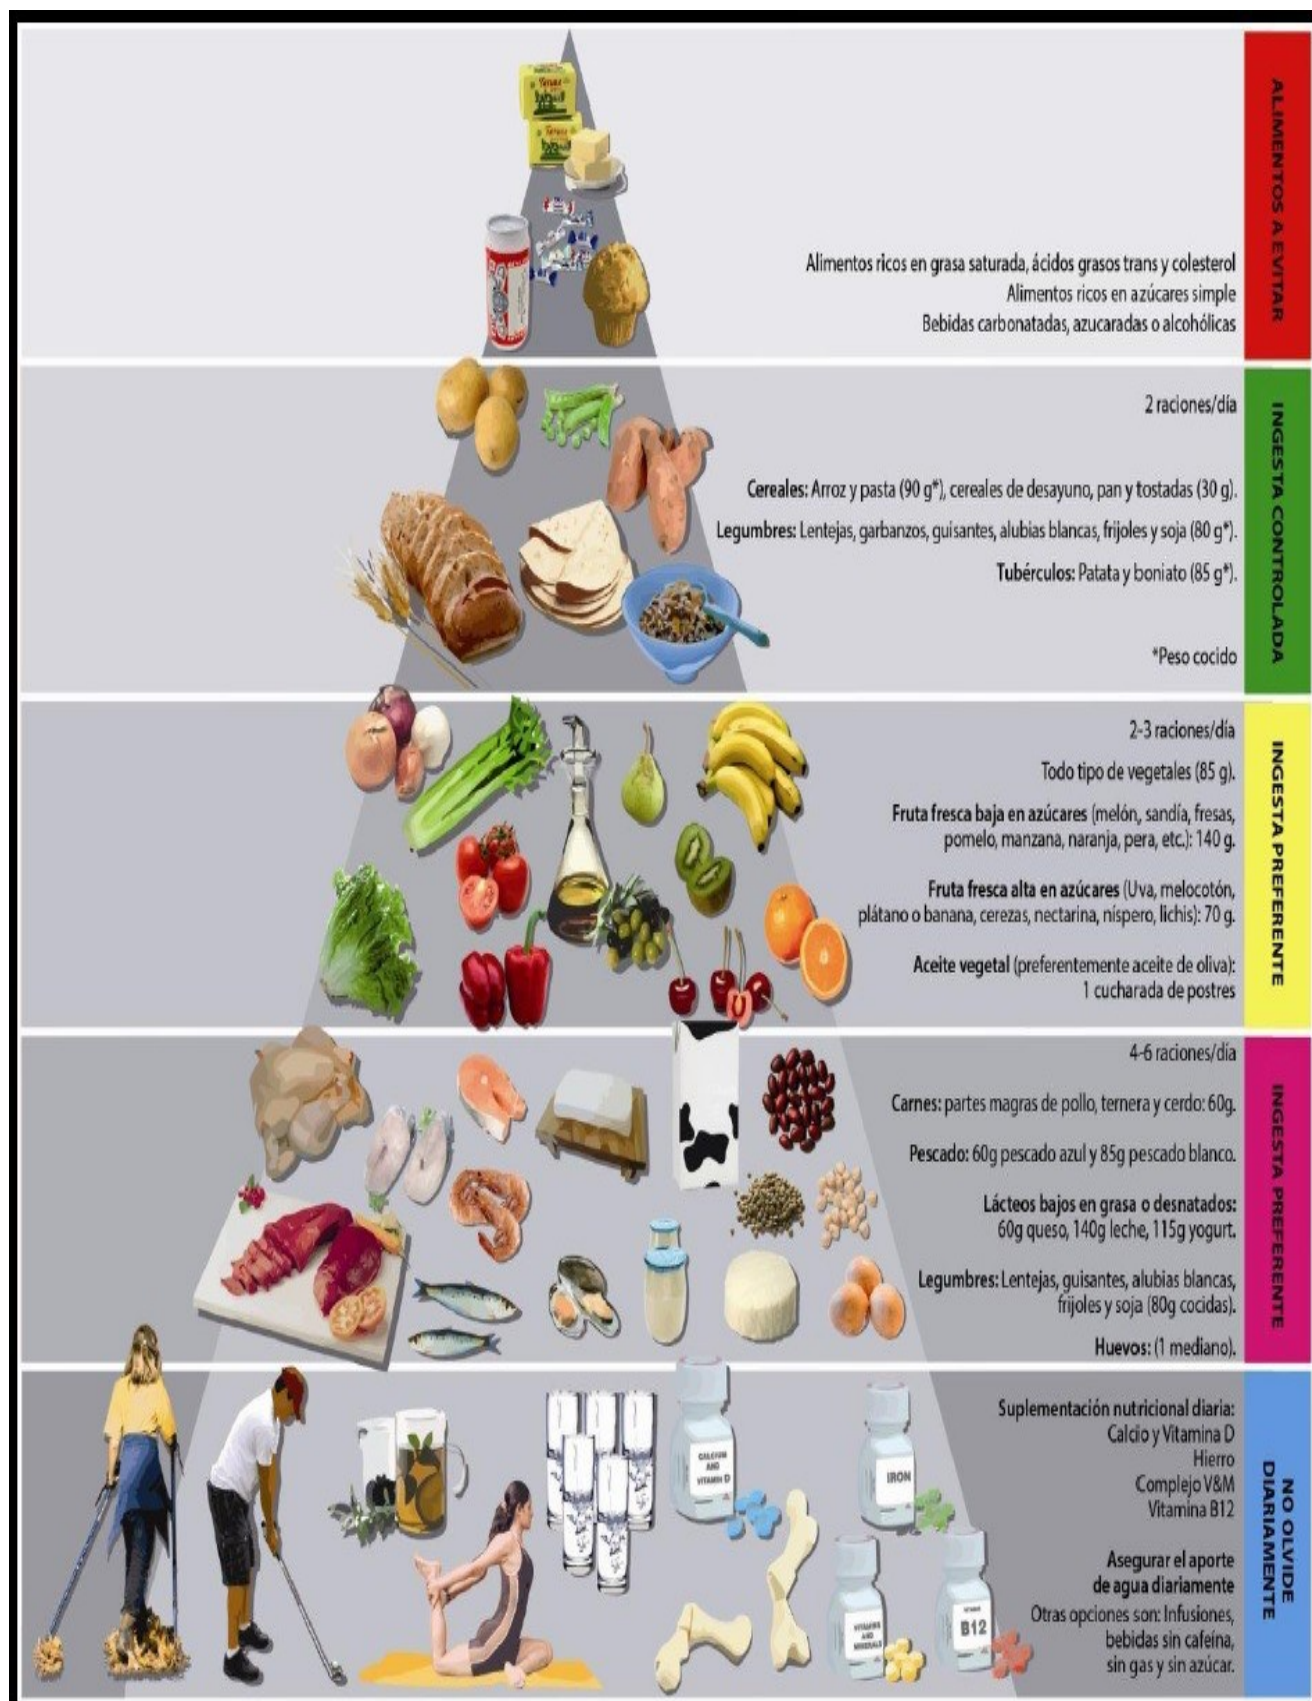 ALIMENTOS A EVITAR
Alimentos ricos en grasa saturada, ácidos grasos trans y colesterol
Alimentos ricos en azúcares simple
Bebidas carbonatadas, azucaradas o alcohólicas
INGESTA CONTROLADA
2 raciones/día
Cereales: Arroz y pasta (90 g*), cereales de desayuno, pan y tostadas (30 g).
Legumbres: Lentejas, garbanzos, guisantes, alubias blancas, frijoles y soja (80 g*).
Tubérculos: Patata y boniato (85 g*).
*Peso cocido
INGESTA PREFERENTE
2-3 raciones/día
Todo tipo de vegetales (85 g).
Fruta fresca baja en azúcares (melón, sandía, fresas,
pomelo, manzana, naranja, pera, etc.): 140 g.
Fruta fresca alta en azúcares (Uva, melocotón,
plátano o banana, cerezas, nectarina, níspero, lichis): 70 g.
Aceite vegetal (preferentemente aceite de oliva):
1 cucharada de postres
INGESTA PREFERENTE
4-6 raciones/día
Carnes: partes magras de pollo, ternera y cerdo: 60g.
Pescado: 60g pescado azul y 85g pescado blanco.
Lácteos bajos en grasa o desnatados:
60g queso, 140g leche, 115g yogurt.
Legumbres: Lentejas, guisantes, alubias blancas,
frijoles y soja (80g cocidas).
Huevos: (1 mediano).
NO OLVIDE
DIARIAMENTE
Suplementación nutricional diaria:
Calcio y Vitamina D
Hierro
Complejo V&M
Vitamina B12
Asegurar el aporte
de agua diariamente
Otras opciones son: Infusiones,
bebidas sin cafeína,
sin gas y sin azúcar.
CALCIUM
AND
VITAMIN D
IRON
VITAMINS
AND
MINERALS
B12